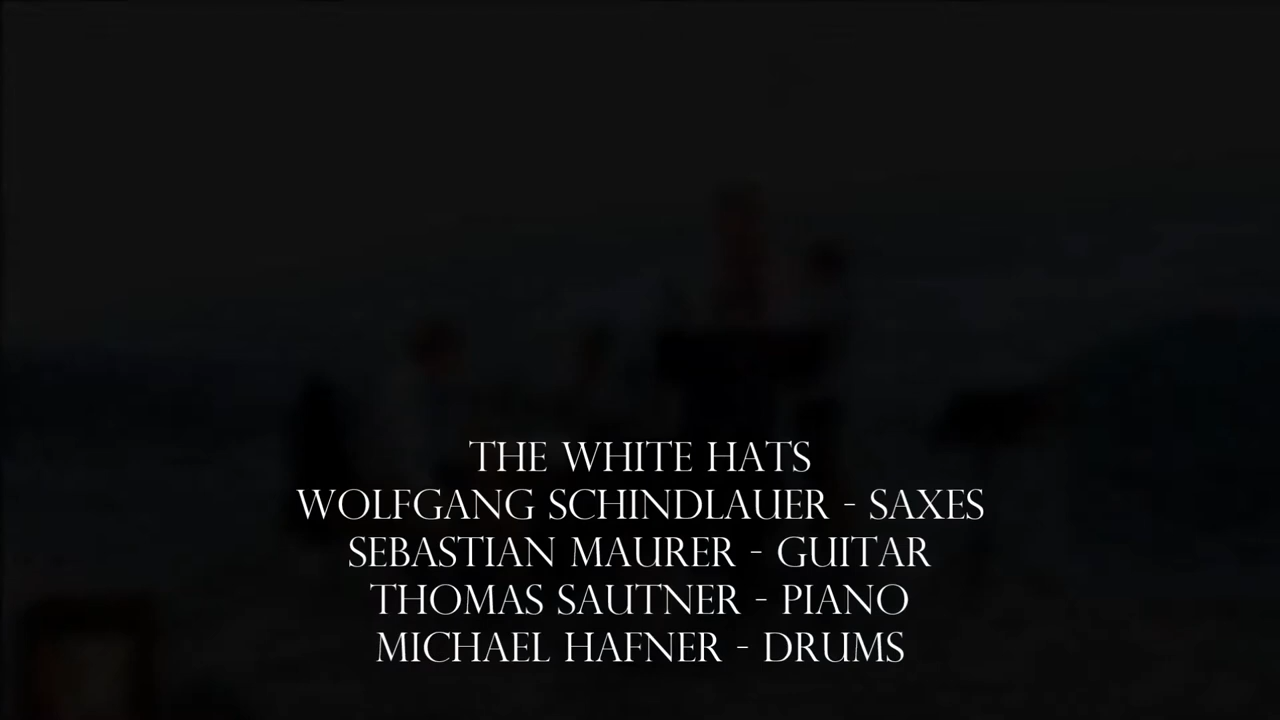 THE WHITE HATS
WOLFGANG SCHINDLAUER - SAXES
SEBASTIAN MAURER - GUITAR
THOMAS SAUTNER - PIANO
MICHAEL HAFNER - DRUMS